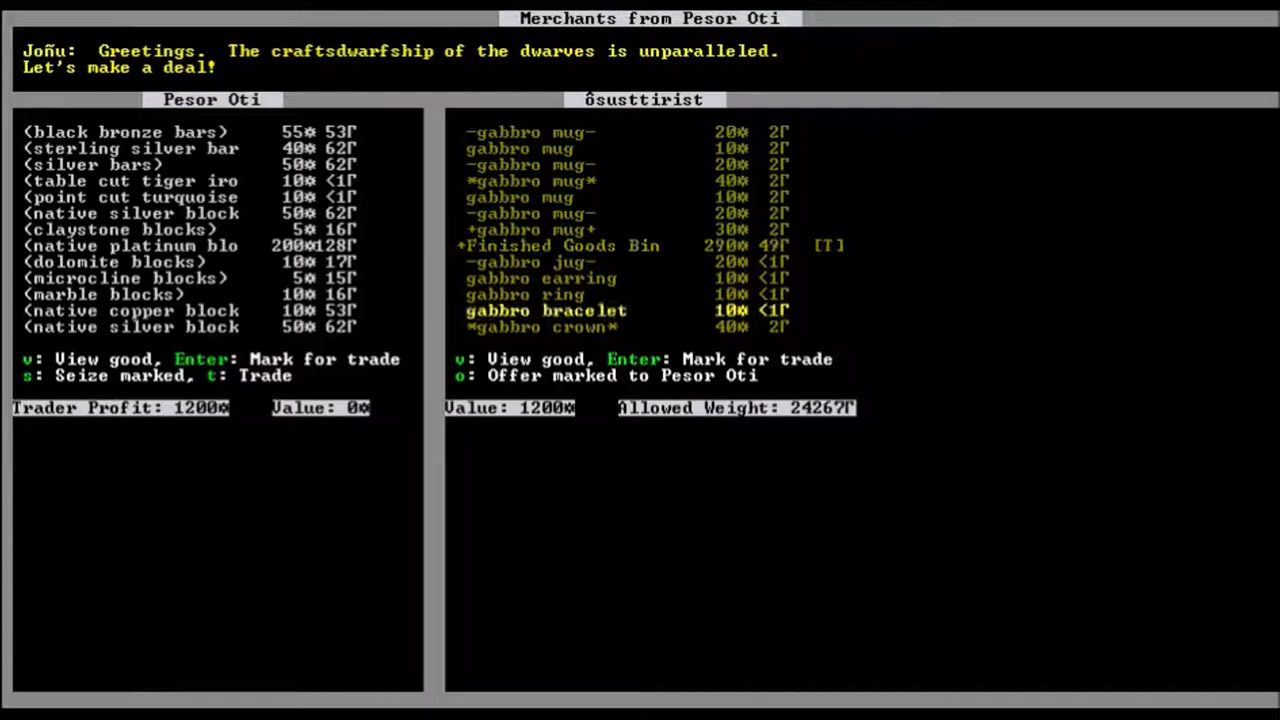 Merchants from Pesor Oti
Joñu: Greetings. The craftsdwarfship of the dwarves is unparalleled.
Let's make a deal!
Pesor Oti
(black bronze bars) 55☼ 53Γ
(sterling silver bar 40☼ 62Γ
(silver bars) 50☼ 62Γ
(table cut tiger iro 10☼ <1Γ
(point cut turquoise 10☼ <1Γ
(native silver block 50☼ 62Γ
(claystone blocks) 5☼ 16Γ
(native platinum blo 200☼128Γ
(dolomite blocks) 10☼ 17Γ
(microcline blocks) 5☼ 15Γ
(marble blocks) 10☼ 16Γ
(native copper block 10☼ 53Γ
(native silver block 50☼ 62Γ
v: View good, Enter: Mark for trade
s: Seize marked, t: Trade
Trader Profit: 1200☼ Value: 0☼
Ôsusttirist
-gabbro mug- 20☼ 2Γ
gabbro mug 10☼ 2Γ
-gabbro mug- 20☼ 2Γ
*gabbro mug* 40☼ 2Γ
gabbro mug 10☼ 2Γ
-gabbro mug- 20☼ 2Γ
+gabbro mug+ 30☼ 2Γ
+Finished Goods Bin 290☼ 49Γ [T]
-gabbro jug- 20☼ <1Γ
gabbro earring 10☼ <1Γ
gabbro ring 10☼ <1Γ
gabbro bracelet 10☼ <1Γ
*gabbro crown* 40☼ 2Γ
v: View good, Enter: Mark for trade
o: Offer marked to Pesor Oti
Value: 1200☼ Allowed Weight: 24267Γ